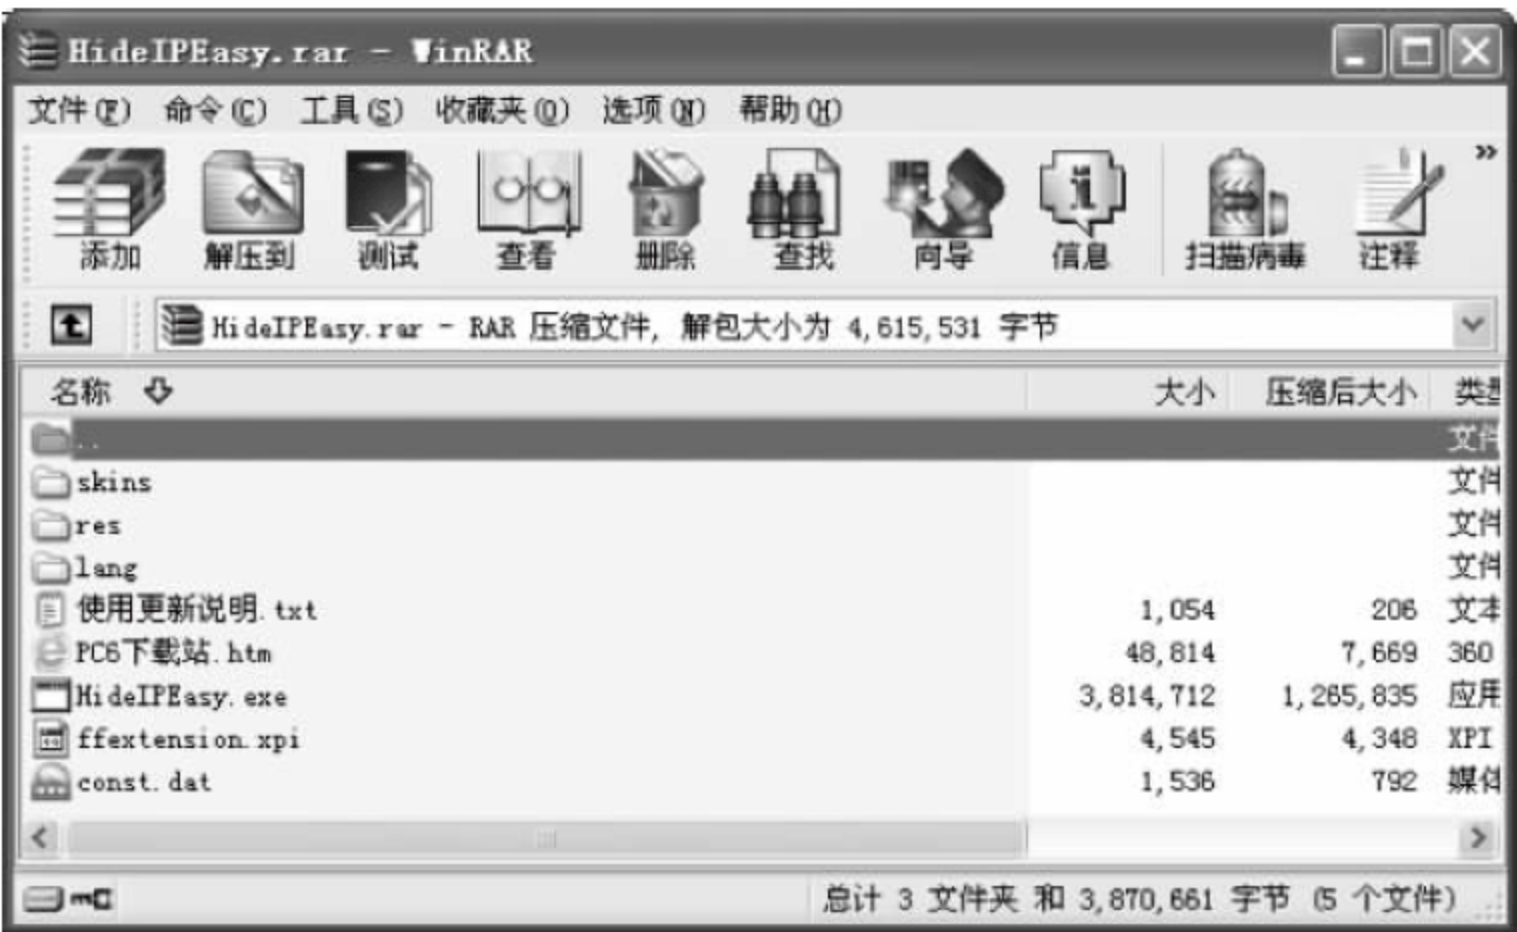 HideIPEasy.rar - WinRAR
文件(F) 命令(C) 工具(S) 收藏夹(O) 选项(N) 帮助(H)
»
添加 解压到 测试 查看 删除 查找 向导 信息 扫描病毒 注释
HideIPEasy.rar - RAR 压缩文件, 解包大小为 4,615,531 字节
名称 大小 压缩后大小 类型
.. 文件
skins 文件
res 文件
lang 文件
使用更新说明.txt 1,054 206 文本
PC6下载站.htm 48,814 7,669 360
HideIPEasy.exe 3,814,712 1,265,835 应用
ffextension.xpi 4,545 4,348 XPI
const.dat 1,536 792 媒体
总计 3 文件夹 和 3,870,661 字节 (5 个文件)